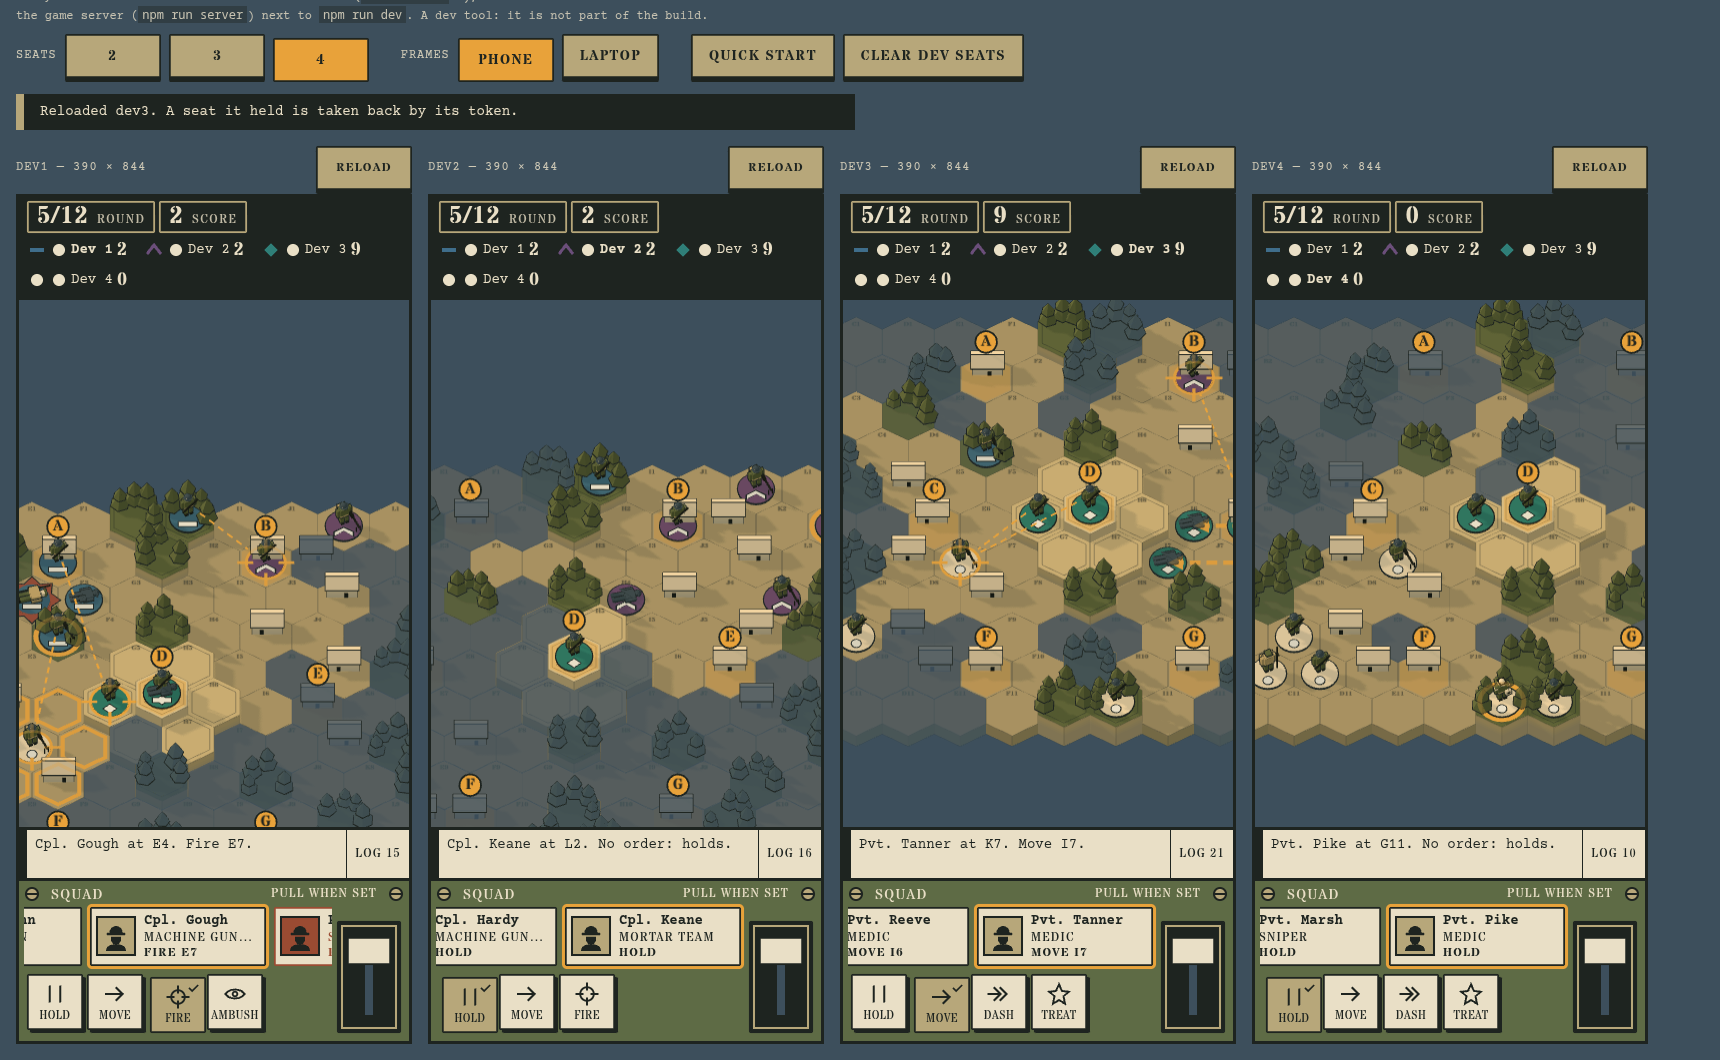 the game server ( npm run server ) next to npm run dev . A dev tool: it is not part of the build.
SEATS 2 3 4 FRAMES PHONE LAPTOP QUICK START CLEAR DEV SEATS
Reloaded dev3. A seat it held is taken back by its token.
DEV1 — 390 × 844 RELOAD
5/12 ROUND 2 SCORE
Dev 1 2 Dev 2 2 Dev 3 9
Dev 4 0
A
B
D
E
F
G
Cpl. Gough at E4. Fire E7.
LOG 15
SQUAD PULL WHEN SET
Cpl. Gough
MACHINE GUN...
FIRE E7
HOLD MOVE FIRE AMBUSH
DEV2 — 390 × 844 RELOAD
5/12 ROUND 2 SCORE
Dev 1 2 Dev 2 2 Dev 3 9
Dev 4 0
A
B
D
E
F
G
Cpl. Keane at L2. No order: holds.
LOG 16
SQUAD PULL WHEN SET
Cpl. Hardy
MACHINE GUN...
HOLD
Cpl. Keane
MORTAR TEAM
HOLD
HOLD MOVE FIRE
DEV3 — 390 × 844 RELOAD
5/12 ROUND 9 SCORE
Dev 1 2 Dev 2 2 Dev 3 9
Dev 4 0
A
B
D
C
F
G
Pvt. Tanner at K7. Move I7.
LOG 21
SQUAD PULL WHEN SET
Pvt. Reeve
MEDIC
MOVE I6
Pvt. Tanner
MEDIC
MOVE I7
HOLD MOVE DASH TREAT
DEV4 — 390 × 844 RELOAD
5/12 ROUND 0 SCORE
Dev 1 2 Dev 2 2 Dev 3 9
Dev 4 0
A
B
D
C
F
G
Pvt. Pike at G11. No order: holds.
LOG 10
SQUAD PULL WHEN SET
Pvt. Marsh
SNIPER
HOLD
Pvt. Pike
MEDIC
HOLD
HOLD MOVE DASH TREAT